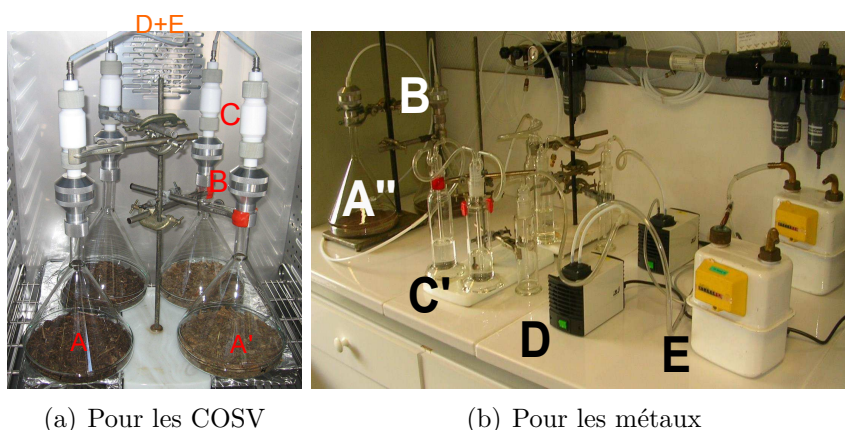 D+E
C
B
A
A'
B
A"
C'
D
E
(a) Pour les COSV
(b) Pour les métaux